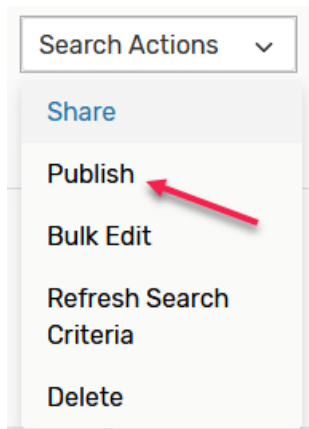 Search Actions
Share
Publish
Bulk Edit
Refresh Search
Criteria
Delete